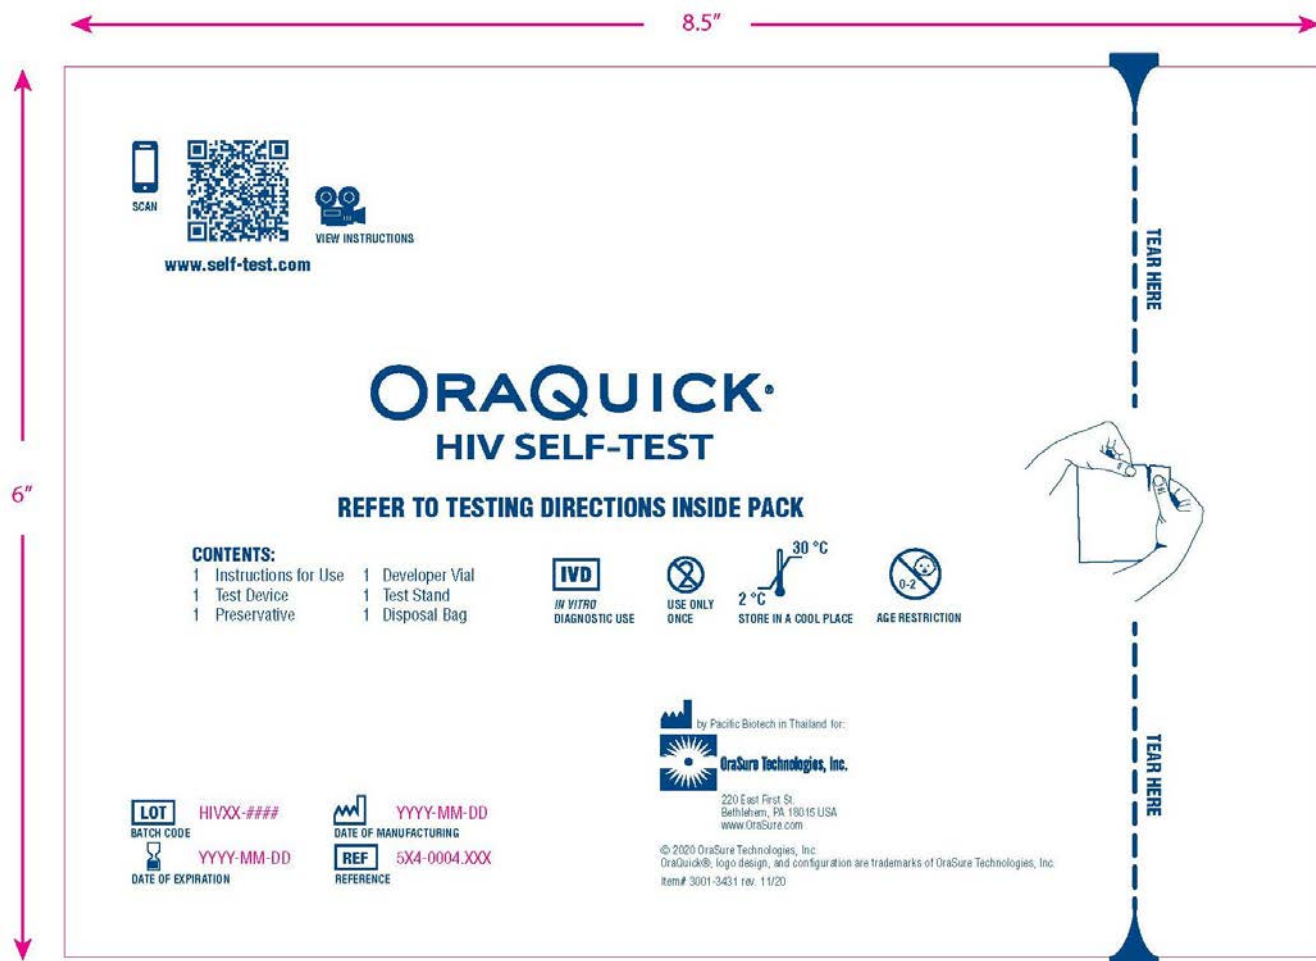 8.5"
6"
SCAN
VIEW INSTRUCTIONS
www.self-test.com
TEAR HERE
ORAQUICK®
HIV SELF-TEST
REFER TO TESTING DIRECTIONS INSIDE PACK
CONTENTS:
1 Instructions for Use 1 Developer Vial
1 Test Device 1 Test Stand
1 Preservative 1 Disposal Bag
IVD
IN VITRO
DIAGNOSTIC USE
2
USE ONLY
ONCE
30 °C
2 °C
STORE IN A COOL PLACE
0-2
AGE RESTRICTION
by Pacific Biotech in Thailand for:
OraSure Technologies, Inc.
220 East First St.
Bethlehem, PA 18015 USA
www.OraSure.com
TEAR HERE
LOT HIVXX-####
BATCH CODE
YYYY-MM-DD
DATE OF MANUFACTURING
YYYY-MM-DD
DATE OF EXPIRATION
REF 5X4-0004.XXX
REFERENCE
© 2020 OraSure Technologies, Inc.
OraQuick®, logo design, and configuration are trademarks of OraSure Technologies, Inc.
Item# 3001-3431 rev. 11/20